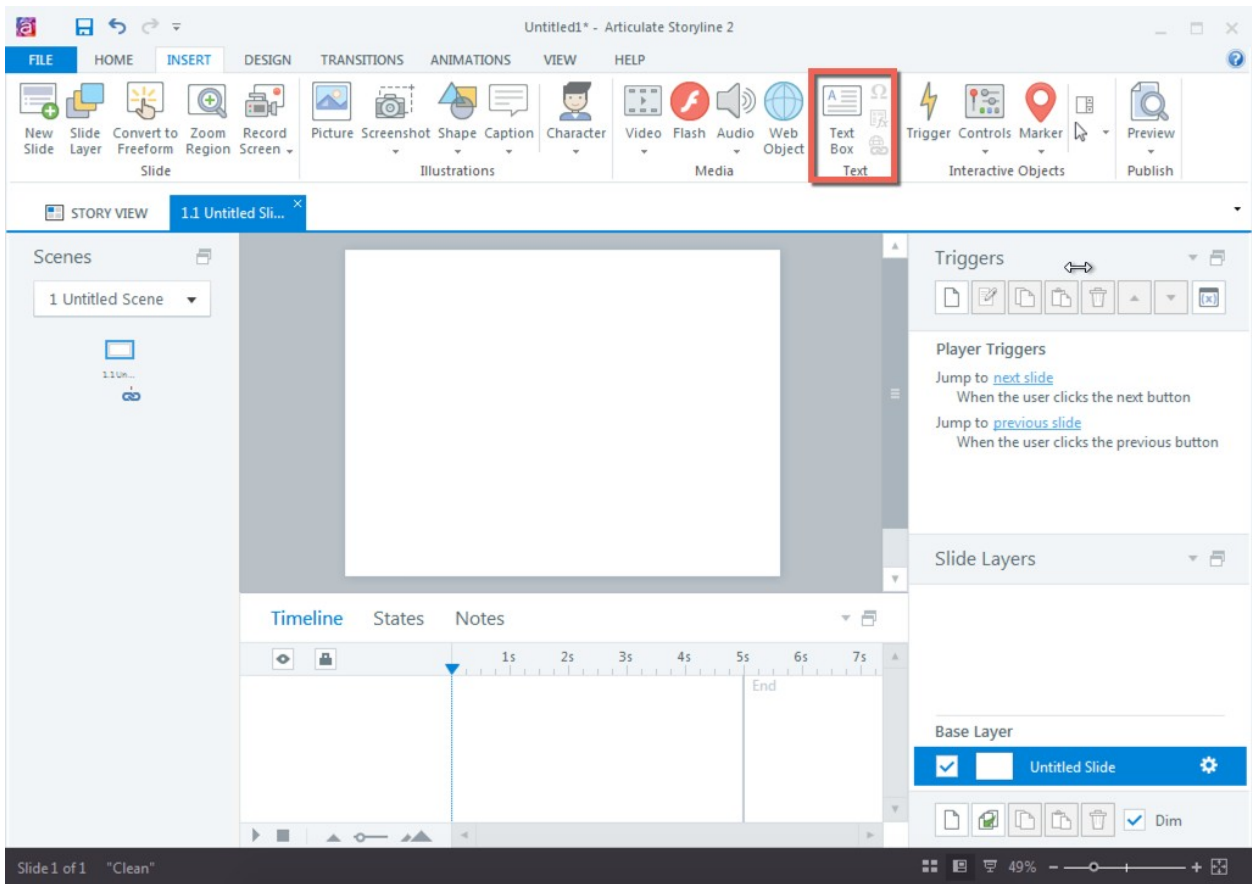 Untitled1* - Articulate Storyline 2
FILE HOME INSERT DESIGN TRANSITIONS ANIMATIONS VIEW HELP
New Slide
Slide Layer
Convert to Freeform
Zoom Region
Record Screen
Picture Screenshot Shape Caption Character
Video Flash Audio Web Object
Text Box
Trigger Controls Marker
Preview
Slide Illustrations Media Text Interactive Objects Publish
STORY VIEW 1.1 Untitled Sli...
Scenes
1 Untitled Scene
1.1 Un...
Triggers
Player Triggers
Jump to next slide
When the user clicks the next button
Jump to previous slide
When the user clicks the previous button
Slide Layers
Timeline States Notes
1s 2s 3s 4s 5s 6s 7s
End
Base Layer
Untitled Slide
Dim
Slide 1 of 1 "Clean" 49%